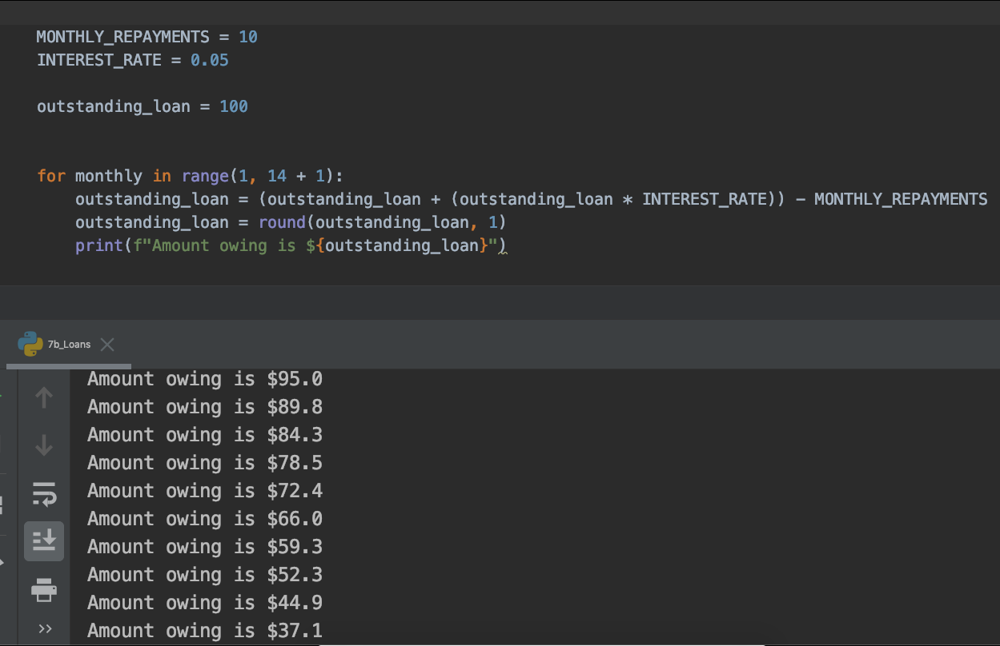 MONTHLY_REPAYMENTS = 10
INTEREST_RATE = 0.05
outstanding_loan = 100
for monthly in range(1, 14 + 1):
    outstanding_loan = (outstanding_loan + (outstanding_loan * INTEREST_RATE)) - MONTHLY_REPAYMENTS
    outstanding_loan = round(outstanding_loan, 1)
    print(f"Amount owing is ${outstanding_loan}")
7b_Loans
Amount owing is $95.0
Amount owing is $89.8
Amount owing is $84.3
Amount owing is $78.5
Amount owing is $72.4
Amount owing is $66.0
Amount owing is $59.3
Amount owing is $52.3
Amount owing is $44.9
Amount owing is $37.1